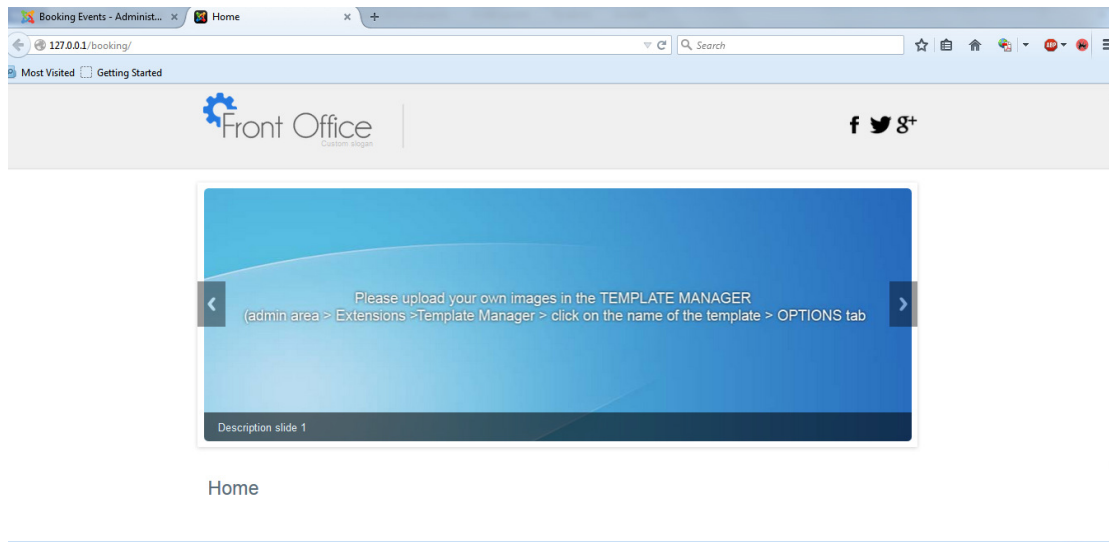 Booking Events - Administ...
Home
127.0.0.1/booking/
Search
Most Visited
Getting Started
Front Office
Custom slogan
f
g+
Please upload your own images in the TEMPLATE MANAGER
(admin area > Extensions >Template Manager > click on the name of the template > OPTIONS tab
Description slide 1
Home